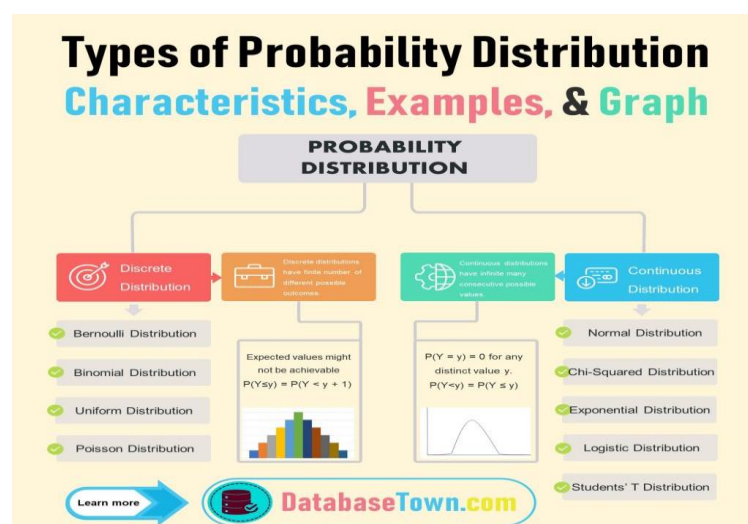 Types of Probability Distribution
Characteristics, Examples, & Graph
PROBABILITY
DISTRIBUTION
Discrete
Distribution
Discrete distributions
have finite number of
different possible
outcomes.
Continuous distributions
have infinite many
consecutive possible
values.
Continuous
Distribution
Bernoulli Distribution
Binomial Distribution
Uniform Distribution
Poisson Distribution
Expected values might
not be achievable
P(Y≤y) = P(Y < y + 1)
P(Y = y) = 0 for any
distinct value y.
P(Y<y) = P(Y ≤ y)
Normal Distribution
Chi-Squared Distribution
Exponential Distribution
Logistic Distribution
Students' T Distribution
Learn more
DatabaseTown.com